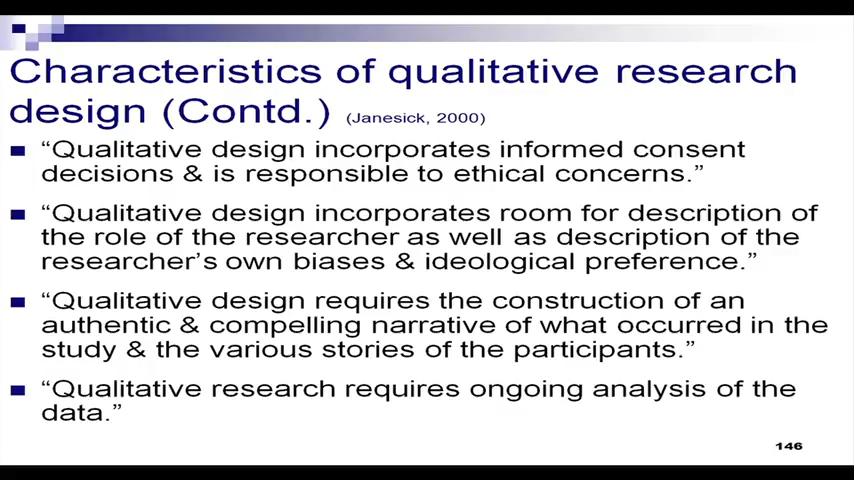 Characteristics of qualitative research
design (Contd.) (Janesick, 2000)
“Qualitative design incorporates informed consent
decisions & is responsible to ethical concerns.”
“Qualitative design incorporates room for description of
the role of the researcher as well as description of the
researcher’s own biases & ideological preference.”
“Qualitative design requires the construction of an
authentic & compelling narrative of what occurred in the
study & the various stories of the participants.”
“Qualitative research requires ongoing analysis of the
data.”
146